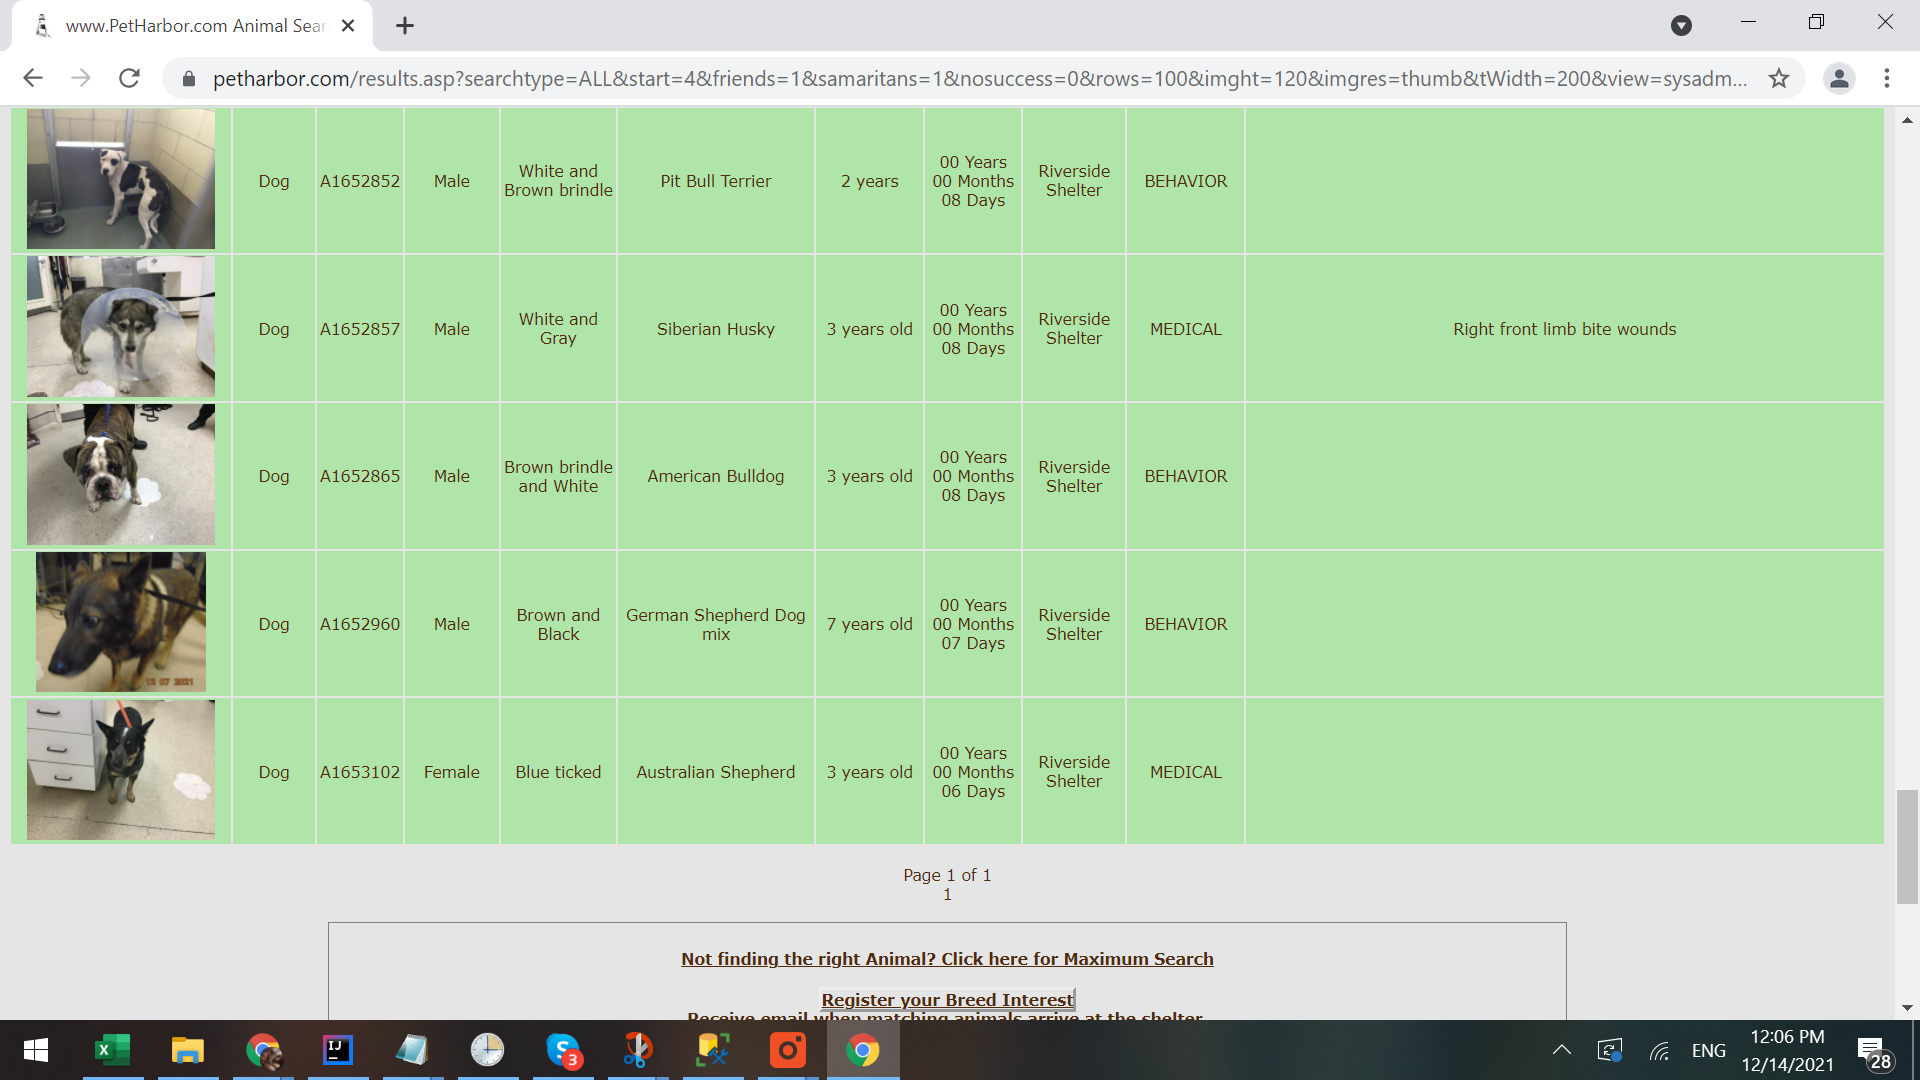 www.PetHarbor.com Animal Sear
petharbor.com/results.asp?searchtype=ALL&start=4&friends=1&samaritans=1&nosuccess=0&rows=100&imght=120&imgres=thumb&tWidth=200&view=sysadm...
Dog
A1652852
Male
White and
Brown brindle
Pit Bull Terrier
2 years
00 Years
00 Months
08 Days
Riverside
Shelter
BEHAVIOR
Dog
A1652857
Male
White and
Gray
Siberian Husky
3 years old
00 Years
00 Months
08 Days
Riverside
Shelter
MEDICAL
Right front limb bite wounds
Dog
A1652865
Male
Brown brindle
and White
American Bulldog
3 years old
00 Years
00 Months
08 Days
Riverside
Shelter
BEHAVIOR
12 07 2021
Dog
A1652960
Male
Brown and
Black
German Shepherd Dog
mix
7 years old
00 Years
00 Months
07 Days
Riverside
Shelter
BEHAVIOR
Dog
A1653102
Female
Blue ticked
Australian Shepherd
3 years old
00 Years
00 Months
06 Days
Riverside
Shelter
MEDICAL
Page 1 of 1
1
Not finding the right Animal? Click here for Maximum Search
Register your Breed Interest
Receive email when matching animals arrive at the shelter
X
IJ
S
3
ENG
12:06 PM
12/14/2021
28